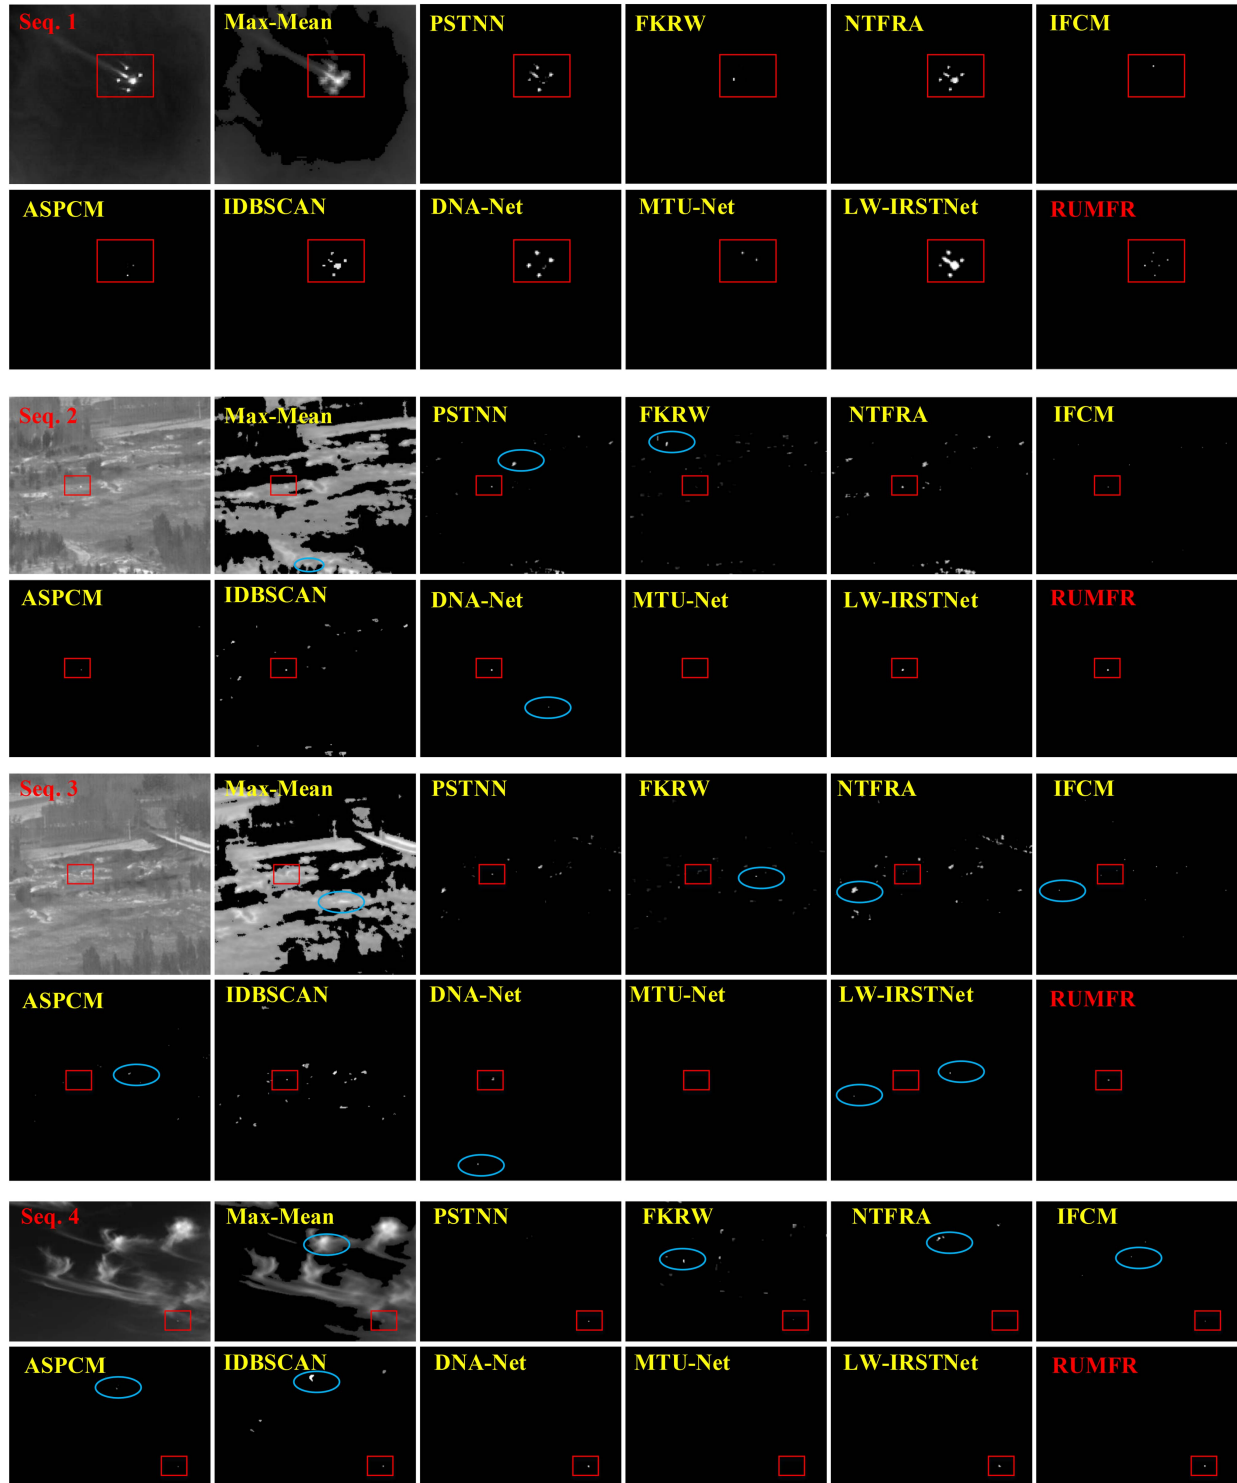 Seq. 1 Max-Mean PSTNN FKRW NTFRA IFCM
ASPCM IDBSCAN DNA-Net MTU-Net LW-IRSTNet RUMFR
Seq. 2 Max-Mean PSTNN FKRW NTFRA IFCM
ASPCM IDBSCAN DNA-Net MTU-Net LW-IRSTNet RUMFR
Seq. 3 Max-Mean PSTNN FKRW NTFRA IFCM
ASPCM IDBSCAN DNA-Net MTU-Net LW-IRSTNet RUMFR
Seq. 4 Max-Mean PSTNN FKRW NTFRA IFCM
ASPCM IDBSCAN DNA-Net MTU-Net LW-IRSTNet RUMFR